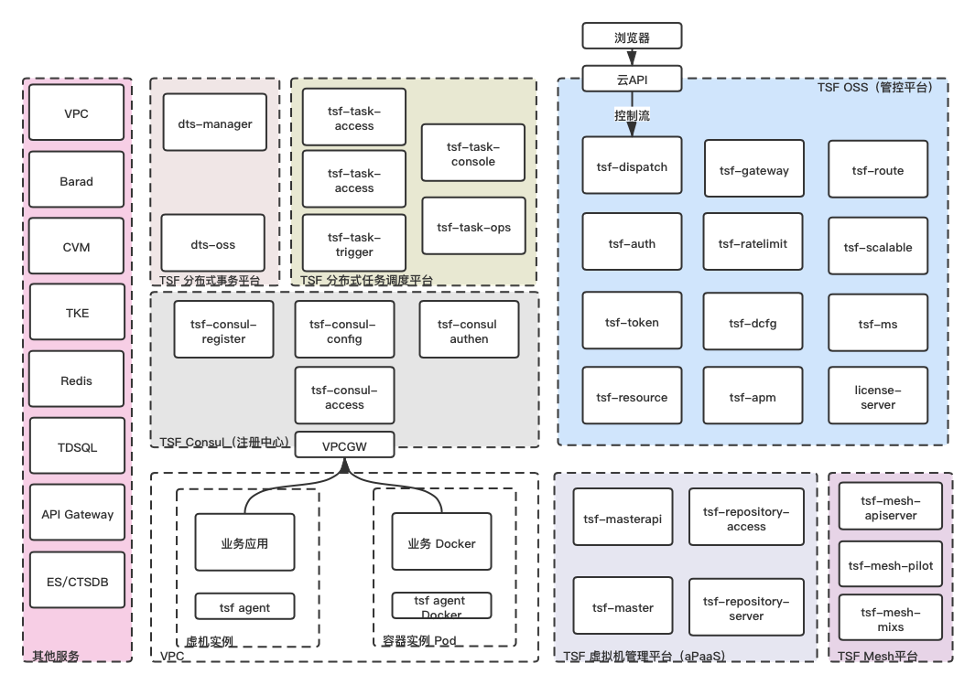 浏览器
云API
控制流
TSF OSS（管控平台）
tsf-dispatch
tsf-gateway
tsf-route
tsf-auth
tsf-ratelimit
tsf-scalable
tsf-token
tsf-dcfg
tsf-ms
tsf-resource
tsf-apm
license-
server
VPC
Barad
CVM
TKE
Redis
TDSQL
API Gateway
ES/CTSDB
其他服务
dts-manager
dts-oss
TSF 分布式事务平台
tsf-task-
access
tsf-task-
access
tsf-task-
trigger
tsf-task-
console
tsf-task-ops
TSF 分布式任务调度平台
tsf-consul-
register
tsf-consul-
config
tsf-consul
authen
tsf-consul-
access
TSF Consul（注册中心）
VPCGW
业务应用
tsf agent
虚机实例
业务 Docker
tsf agent
Docker
容器实例 Pod
VPC
tsf-masterapi
tsf-repository-
access
tsf-master
tsf-repository-
server
TSF 虚拟机管理平台（aPaaS）
tsf-mesh-
apiserver
tsf-mesh-pilot
tsf-mesh-
mixs
TSF Mesh平台